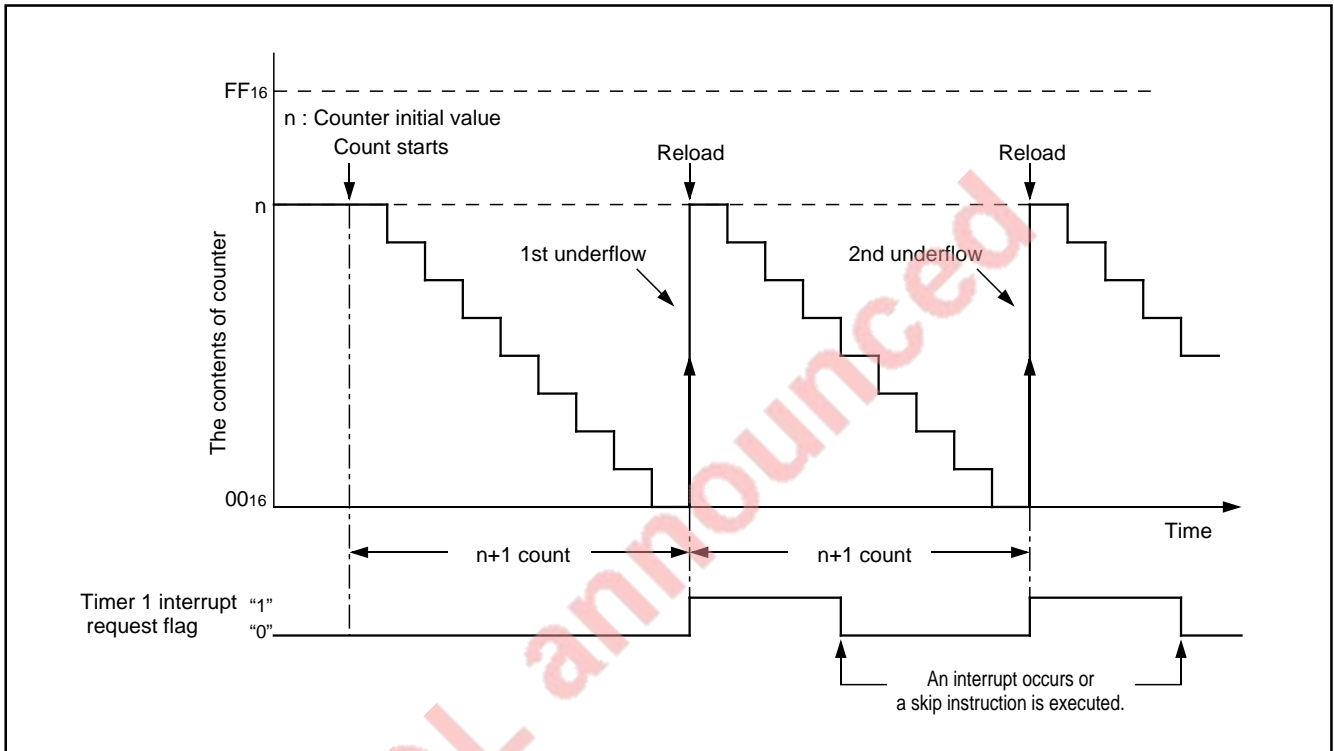 FF16
n : Counter initial value
Count starts
Reload
Reload
n
1st underflow
2nd underflow
The contents of counter
0016
Time
n+1 count
n+1 count
Timer 1 interrupt
request flag
“1”
“0”
An interrupt occurs or
a skip instruction is executed.
L announced